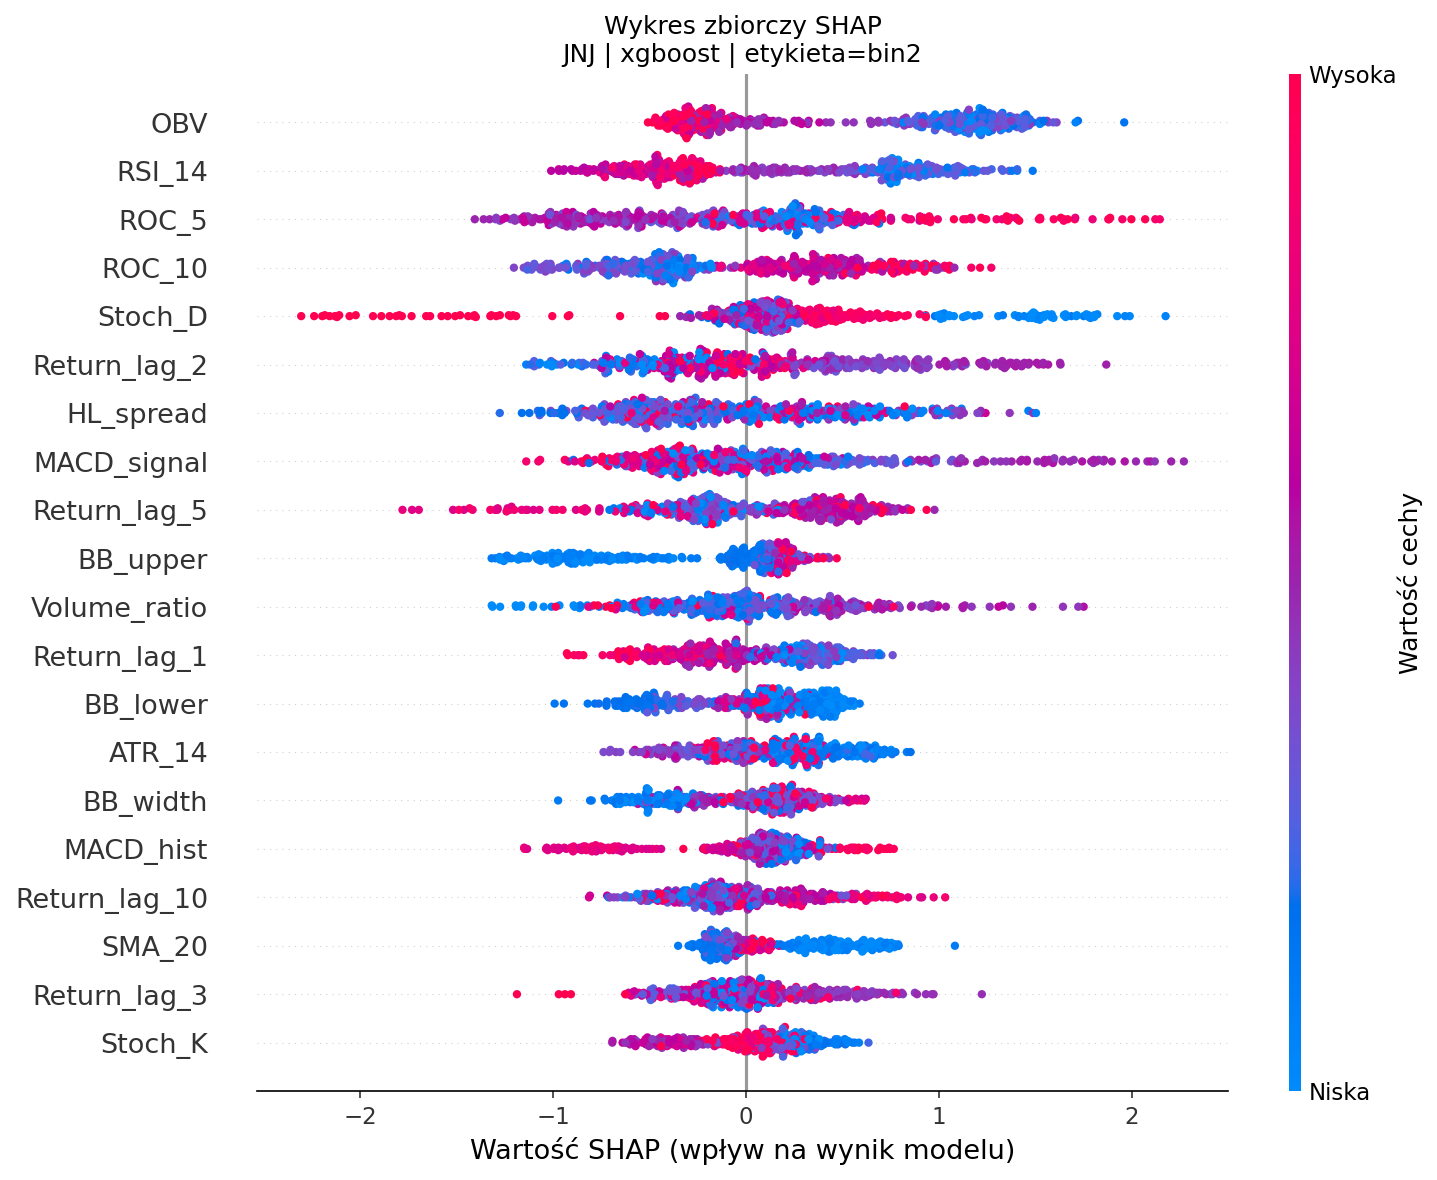 Wykres zbiorczy SHAP
JNJ | xgboost | etykieta=bin2
OBV
RSI_14
ROC_5
ROC_10
Stoch_D
Return_lag_2
HL_spread
MACD_signal
Return_lag_5
BB_upper
Volume_ratio
Return_lag_1
BB_lower
ATR_14
BB_width
MACD_hist
Return_lag_10
SMA_20
Return_lag_3
Stoch_K
−2
−1
0
1
2
Wartość SHAP (wpływ na wynik modelu)
Wysoka
Wartość cechy
Niska